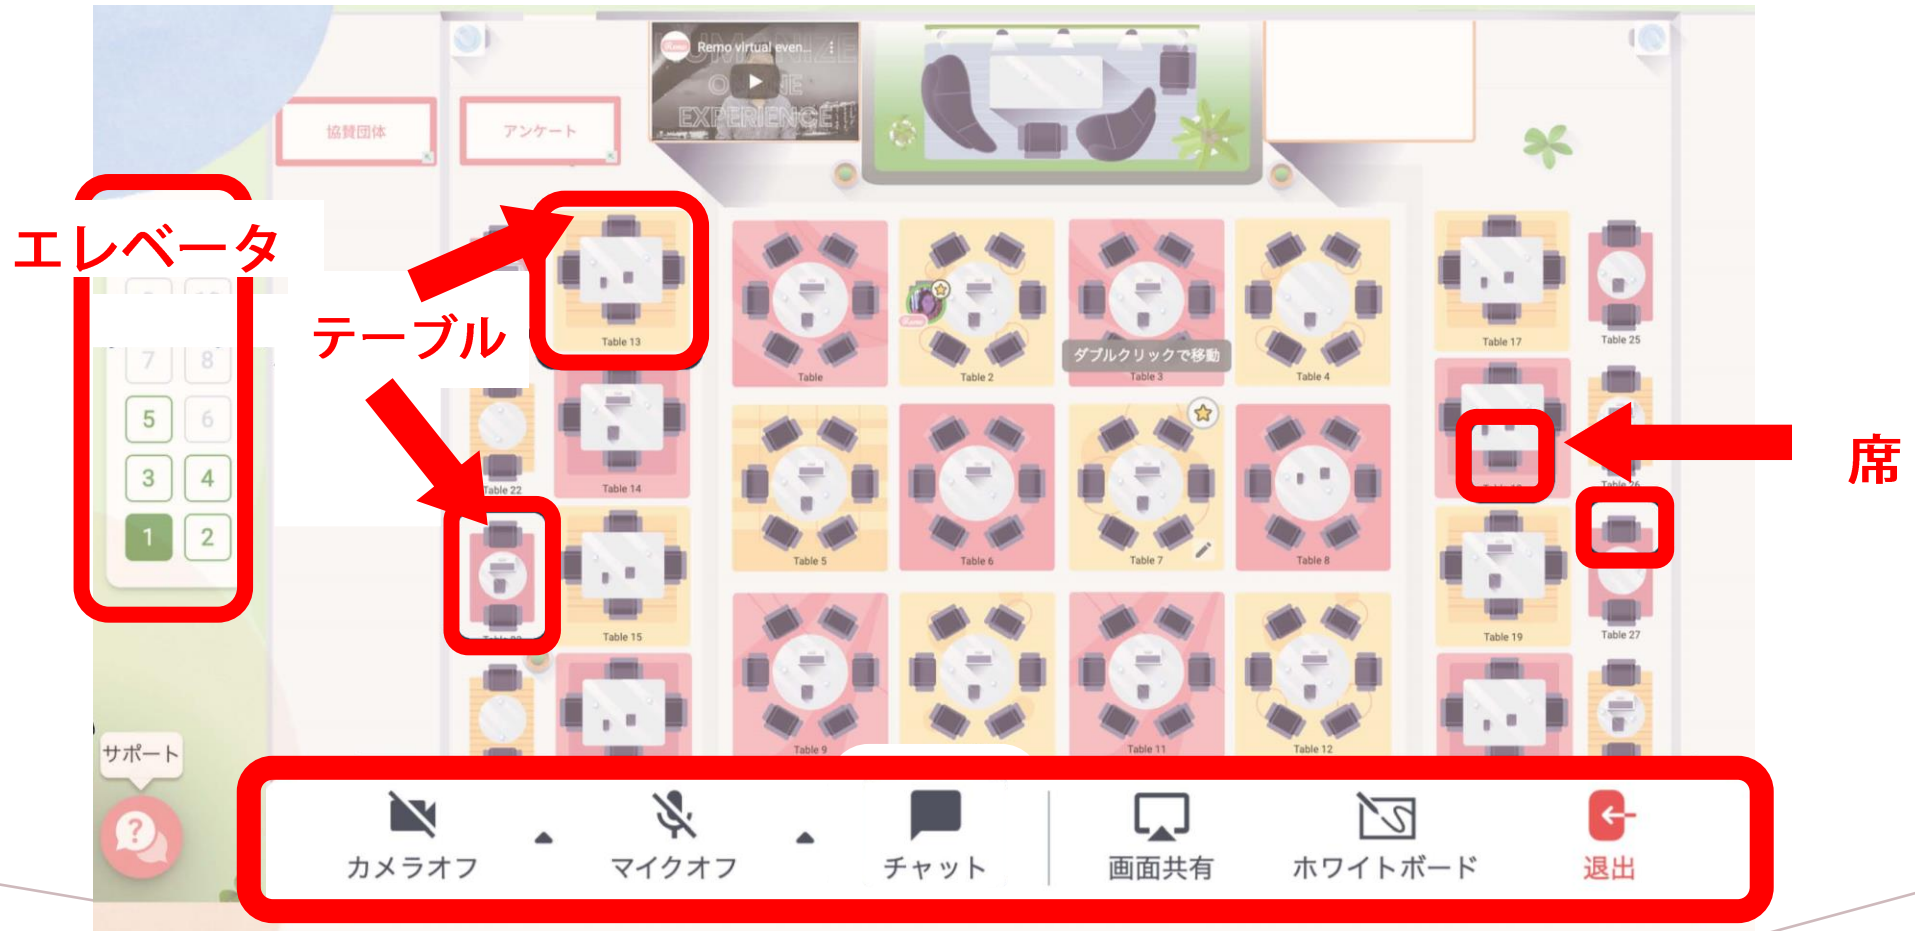 Remo virtual even...
HUMANIZE
EXPERIENCE
協賛団体
アンケート
エレベータ
テーブル
席
7
8
5
6
3
4
1
2
Table 13
Table 17
Table 25
Table
Table 2
ダブルクリックで移動
Table 3
Table 4
Table 22
Table 14
Table 26
Table 5
Table 6
Table 7
Table 8
Table 15
Table 19
Table 27
Table 9
Table 11
Table 12
サポート
カメラオフ
マイクオフ
チャット
画面共有
ホワイトボード
退出